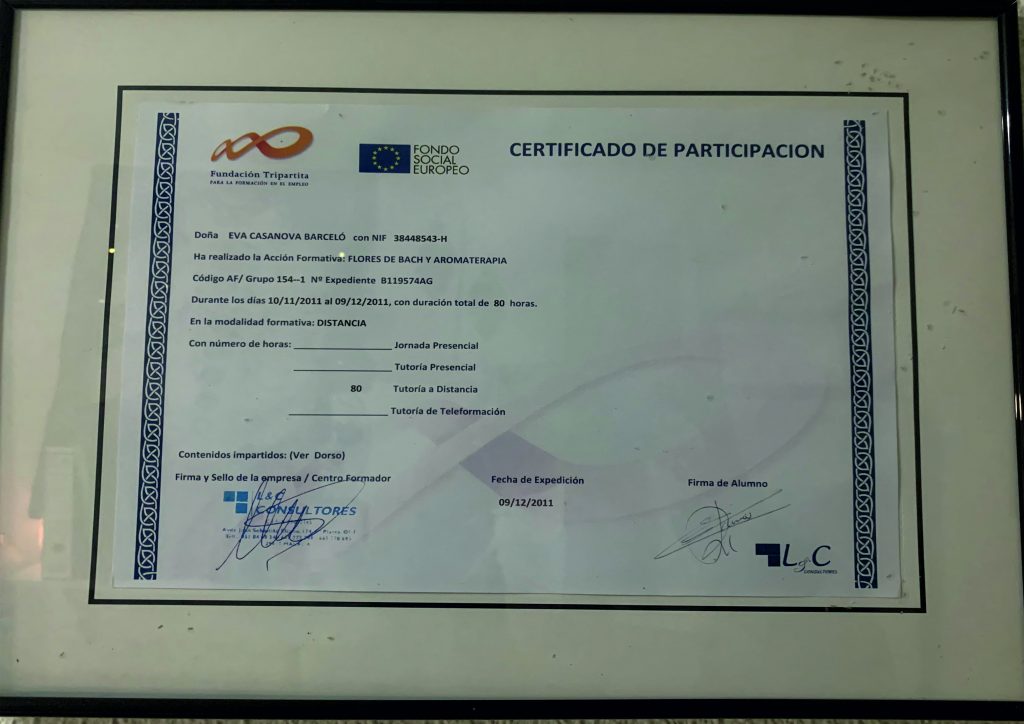 Fundación Tripartita
PARA LA FORMACIÓN EN EL EMPLEO
FONDO
SOCIAL
EUROPEO
CERTIFICADO DE PARTICIPACION
Doña EVA CASANOVA BARCELÓ con NIF 38448543-H
Ha realizado la Acción Formativa: FLORES DE BACH Y AROMATERAPIA
Código AF/ Grupo 154--1 Nº Expediente B119574AG
Durante los días 10/11/2011 al 09/12/2011, con duración total de 80 horas.
En la modalidad formativa: DISTANCIA
Con número de horas: ____________________ Jornada Presencial
____________________ Tutoría Presencial
80 Tutoría a Distancia
____________________ Tutoría de Teleformación
Contenidos impartidos: (Ver Dorso)
Firma y Sello de la empresa / Centro Formador
Fecha de Expedición
Firma de Alumno
L&C
CONSULTORES
09/12/2011
L&C
CONSULTORES